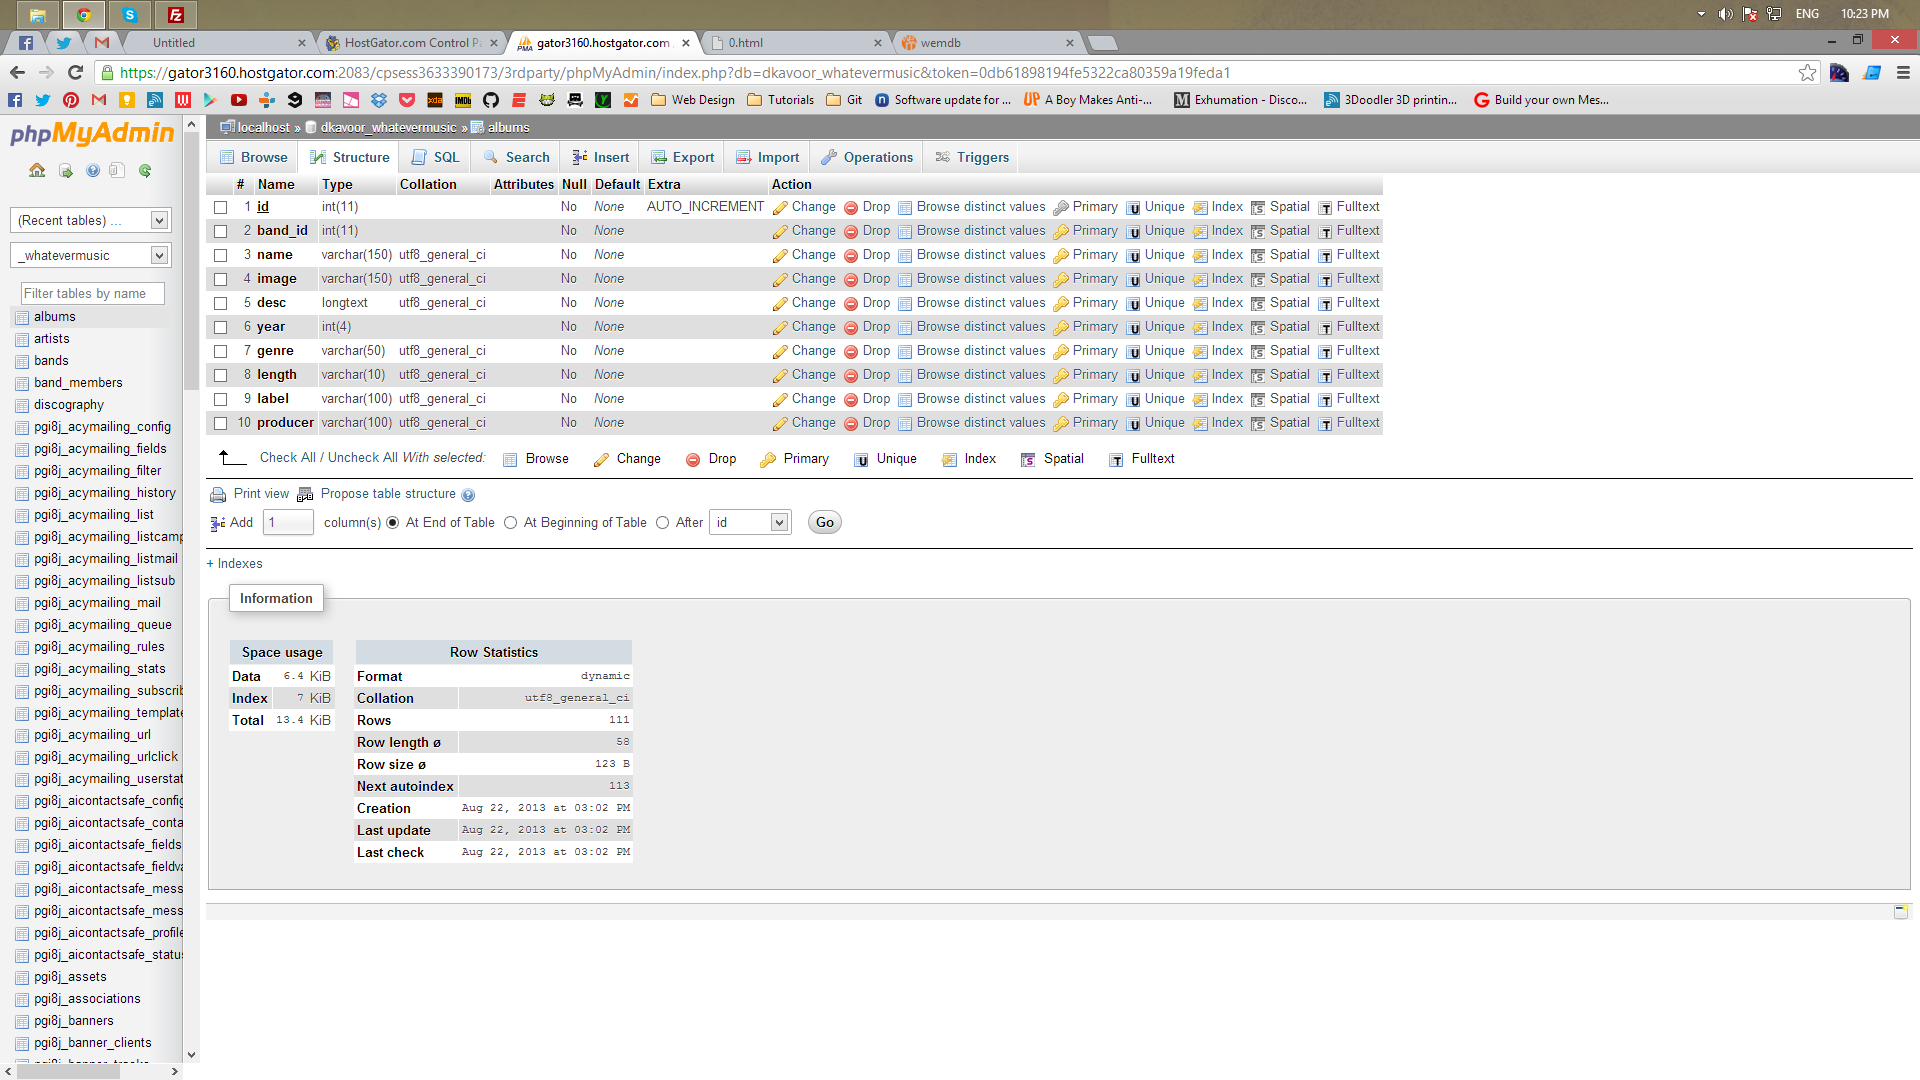 ENG 10:23 PM
Untitled HostGator.com Control Pa gator3160.hostgator.com 0.html wemdb
https://gator3160.hostgator.com:2083/cpsess3633390173/3rdparty/phpMyAdmin/index.php?db=dkavoor_whatevermusic&token=0db61898194fe5322ca80359a19feda1
Web Design Tutorials Git Software update for ... A Boy Makes Anti-... Exhumation - Disco... 3Doodler 3D printin... Build your own Mes...
phpMyAdmin
(Recent tables) ...
_whatevermusic
Filter tables by name
albums
artists
bands
band_members
discography
pgi8j_acymailing_config
pgi8j_acymailing_fields
pgi8j_acymailing_filter
pgi8j_acymailing_history
pgi8j_acymailing_list
pgi8j_acymailing_listcamp
pgi8j_acymailing_listmail
pgi8j_acymailing_listsub
pgi8j_acymailing_mail
pgi8j_acymailing_queue
pgi8j_acymailing_rules
pgi8j_acymailing_stats
pgi8j_acymailing_subscrib
pgi8j_acymailing_template
pgi8j_acymailing_url
pgi8j_acymailing_urlclick
pgi8j_acymailing_userstat
pgi8j_aicontactsafe_config
pgi8j_aicontactsafe_conta
pgi8j_aicontactsafe_fields
pgi8j_aicontactsafe_fieldva
pgi8j_aicontactsafe_mess
pgi8j_aicontactsafe_mess
pgi8j_aicontactsafe_profile
pgi8j_aicontactsafe_status
pgi8j_assets
pgi8j_associations
pgi8j_banners
pgi8j_banner_clients
localhost » dkavoor_whatevermusic » albums
Browse Structure SQL Search Insert Export Import Operations Triggers
# Name Type Collation Attributes Null Default Extra Action
1 id int(11) No None AUTO_INCREMENT Change Drop Browse distinct values Primary Unique Index Spatial Fulltext
2 band_id int(11) No None Change Drop Browse distinct values Primary Unique Index Spatial Fulltext
3 name varchar(150) utf8_general_ci No None Change Drop Browse distinct values Primary Unique Index Spatial Fulltext
4 image varchar(150) utf8_general_ci No None Change Drop Browse distinct values Primary Unique Index Spatial Fulltext
5 desc longtext utf8_general_ci No None Change Drop Browse distinct values Primary Unique Index Spatial Fulltext
6 year int(4) No None Change Drop Browse distinct values Primary Unique Index Spatial Fulltext
7 genre varchar(50) utf8_general_ci No None Change Drop Browse distinct values Primary Unique Index Spatial Fulltext
8 length varchar(10) utf8_general_ci No None Change Drop Browse distinct values Primary Unique Index Spatial Fulltext
9 label varchar(100) utf8_general_ci No None Change Drop Browse distinct values Primary Unique Index Spatial Fulltext
10 producer varchar(100) utf8_general_ci No None Change Drop Browse distinct values Primary Unique Index Spatial Fulltext
Check All / Uncheck All With selected: Browse Change Drop Primary Unique Index Spatial Fulltext
Print view Propose table structure
Add 1 column(s) At End of Table At Beginning of Table After id Go
+ Indexes
Information
Space usage
Data 6.4 KiB
Index 7 KiB
Total 13.4 KiB
Row Statistics
Format dynamic
Collation utf8_general_ci
Rows 111
Row length ø 58
Row size ø 123 B
Next autoindex 113
Creation Aug 22, 2013 at 03:02 PM
Last update Aug 22, 2013 at 03:02 PM
Last check Aug 22, 2013 at 03:02 PM